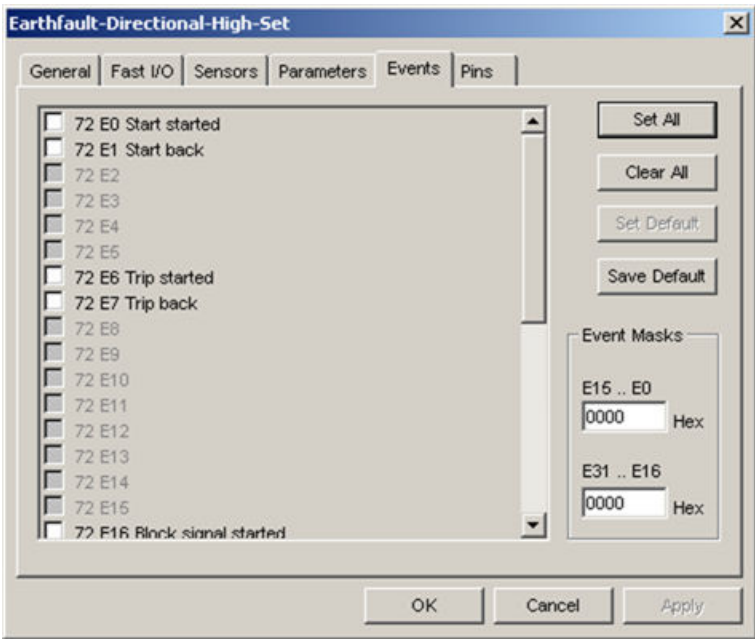 Earthfault-Directional-High-Set
General Fast I/O Sensors Parameters Events Pins
72 E0 Start started
72 E1 Start back
72 E2
72 E3
72 E4
72 E5
72 E6 Trip started
72 E7 Trip back
72 E8
72 E9
72 E10
72 E11
72 E12
72 E13
72 E14
72 E15
72 E16 Block signal started
Set All
Clear All
Set Default
Save Default
Event Masks
E15 .. E0
0000 Hex
E31 .. E16
0000 Hex
OK Cancel Apply